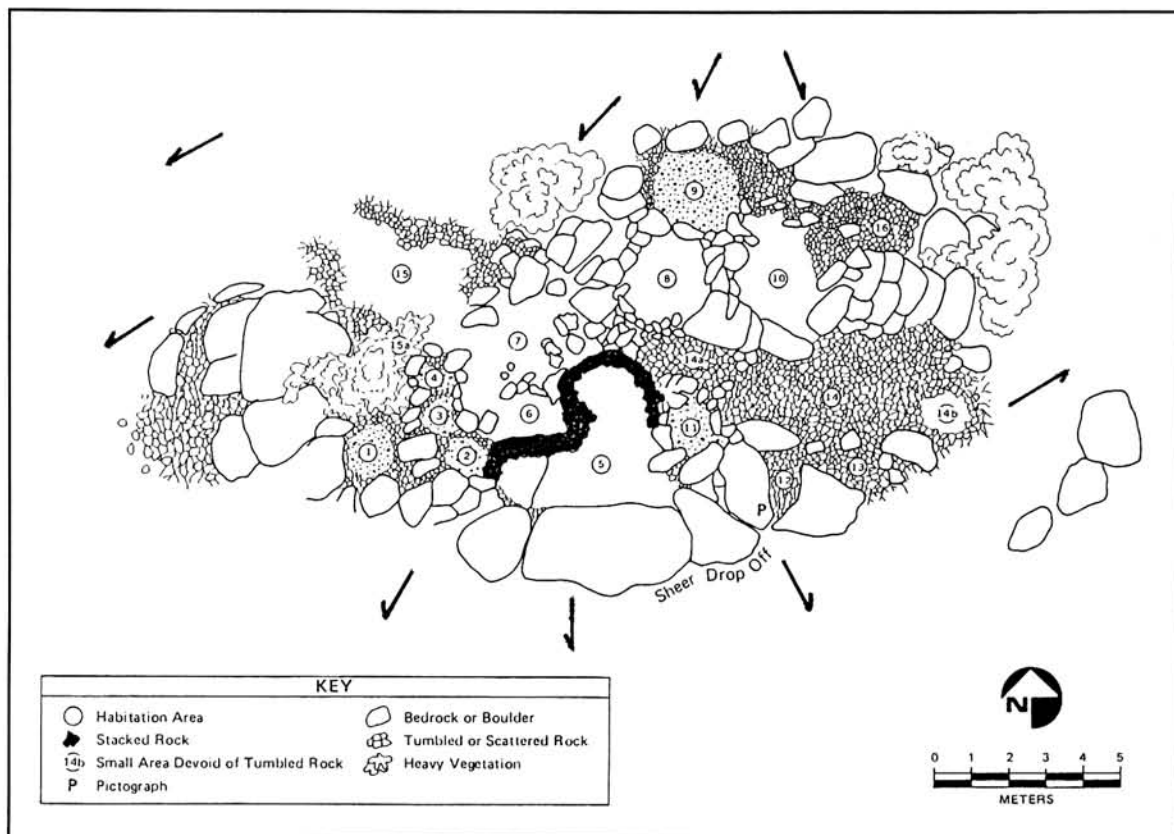 9
16
8
10
15
7
15a
14a
4
14
14b
3
6
11
1
2
5
13
12
P
Sheer Drop Off
KEY
Habitation Area
Stacked Rock
14b Small Area Devoid of Tumbled Rock
P Pictograph
Bedrock or Boulder
Tumbled or Scattered Rock
Heavy Vegetation
N
0 1 2 3 4 5
METERS